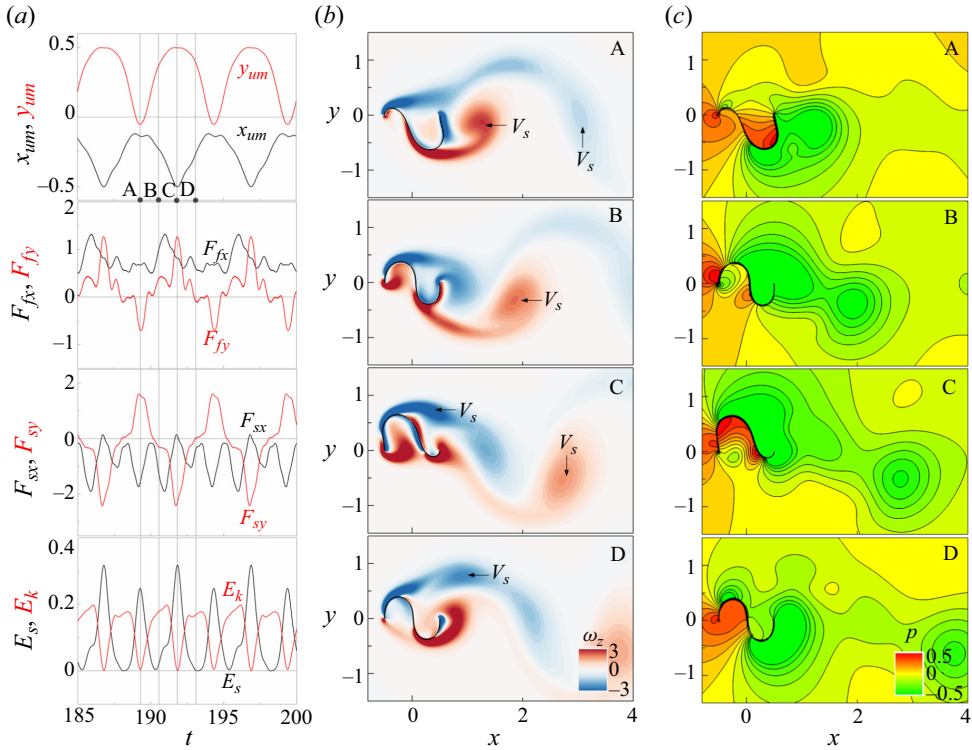 (a)
(b)
(c)
0.5
0
−0.5
x_um, y_um
y_um
x_um
A B C D
2
1
0
−1
F_fx, F_fy
F_fx
F_fy
2
0
−2
F_sx, F_sy
F_sx
F_sy
0.4
0.2
0
E_s, E_k
E_k
E_s
185 190 195 200
t
A
1
0
−1
y
V_s
V_s
B
1
0
−1
y
V_s
C
1
0
−1
y
V_s
V_s
D
1
0
−1
y
V_s
ω_z
3
0
−3
0 2 4
x
A
1
0
−1
B
1
0
−1
C
1
0
−1
D
1
0
−1
p
0.5
0
−0.5
0 2 4
x